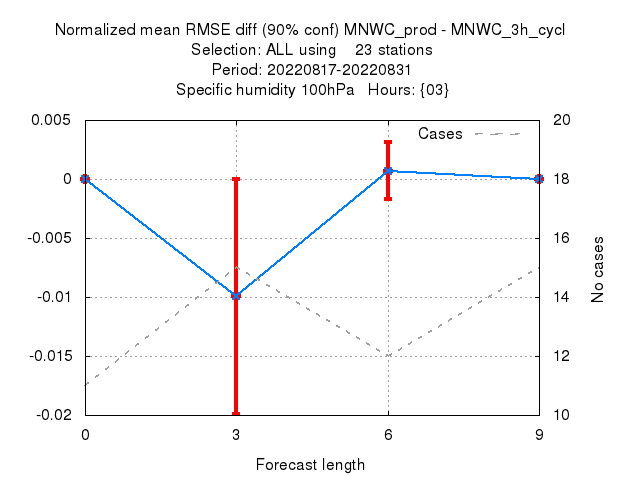 Normalized mean RMSE diff (90% conf) MNWC_prod - MNWC_3h_cycl
Selection: ALL using    23 stations
Period: 20220817-20220831
Specific humidity 100hPa   Hours: {03}
0.005
0
-0.005
-0.01
-0.015
-0.02
Cases
20
18
16
14
12
10
No cases
0 3 6 9
Forecast length